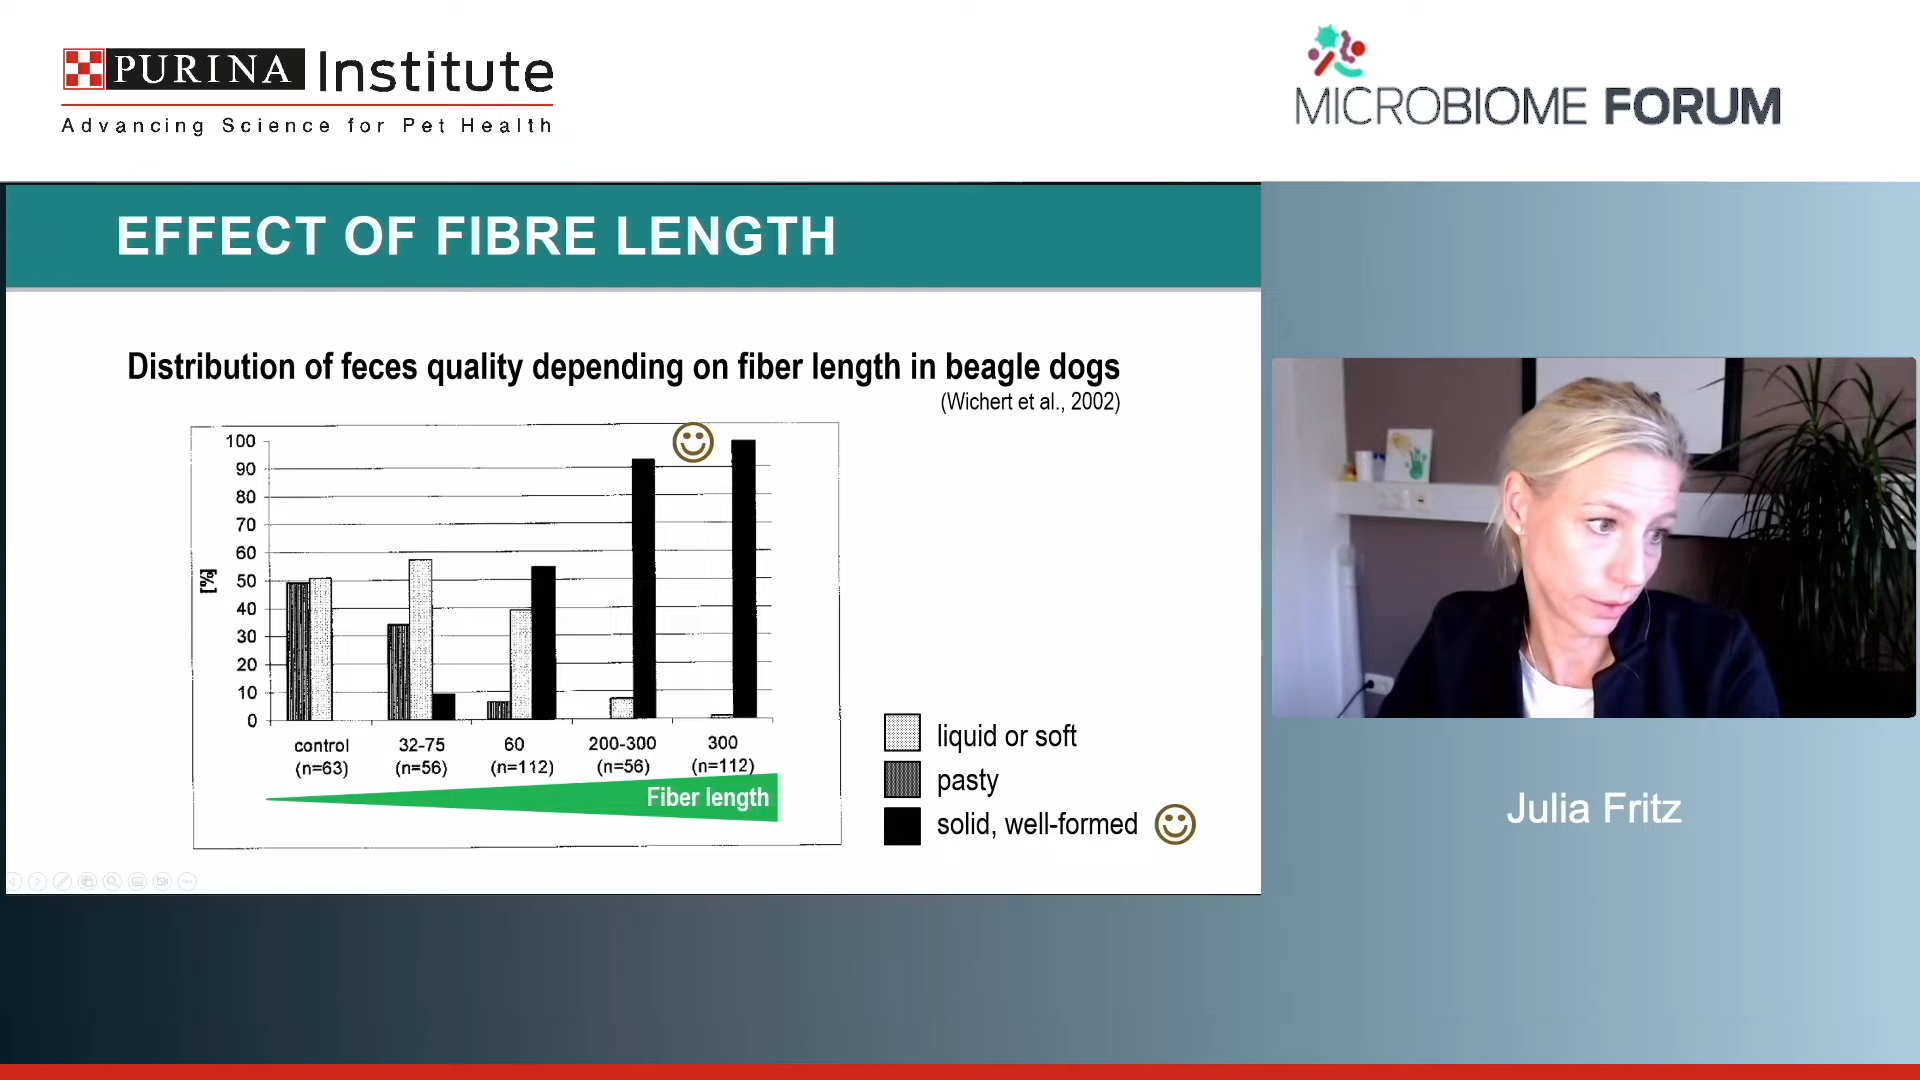 PURINA Institute
Advancing Science for Pet Health
MICROBIOME FORUM
EFFECT OF FIBRE LENGTH
Distribution of feces quality depending on fiber length in beagle dogs
(Wichert et al., 2002)
100
90
80
70
60
50
40
30
20
10
0
[%]
control 32-75 60 200-300 300
(n=63) (n=56) (n=112) (n=56) (n=112)
Fiber length
liquid or soft
pasty
solid, well-formed
Julia Fritz